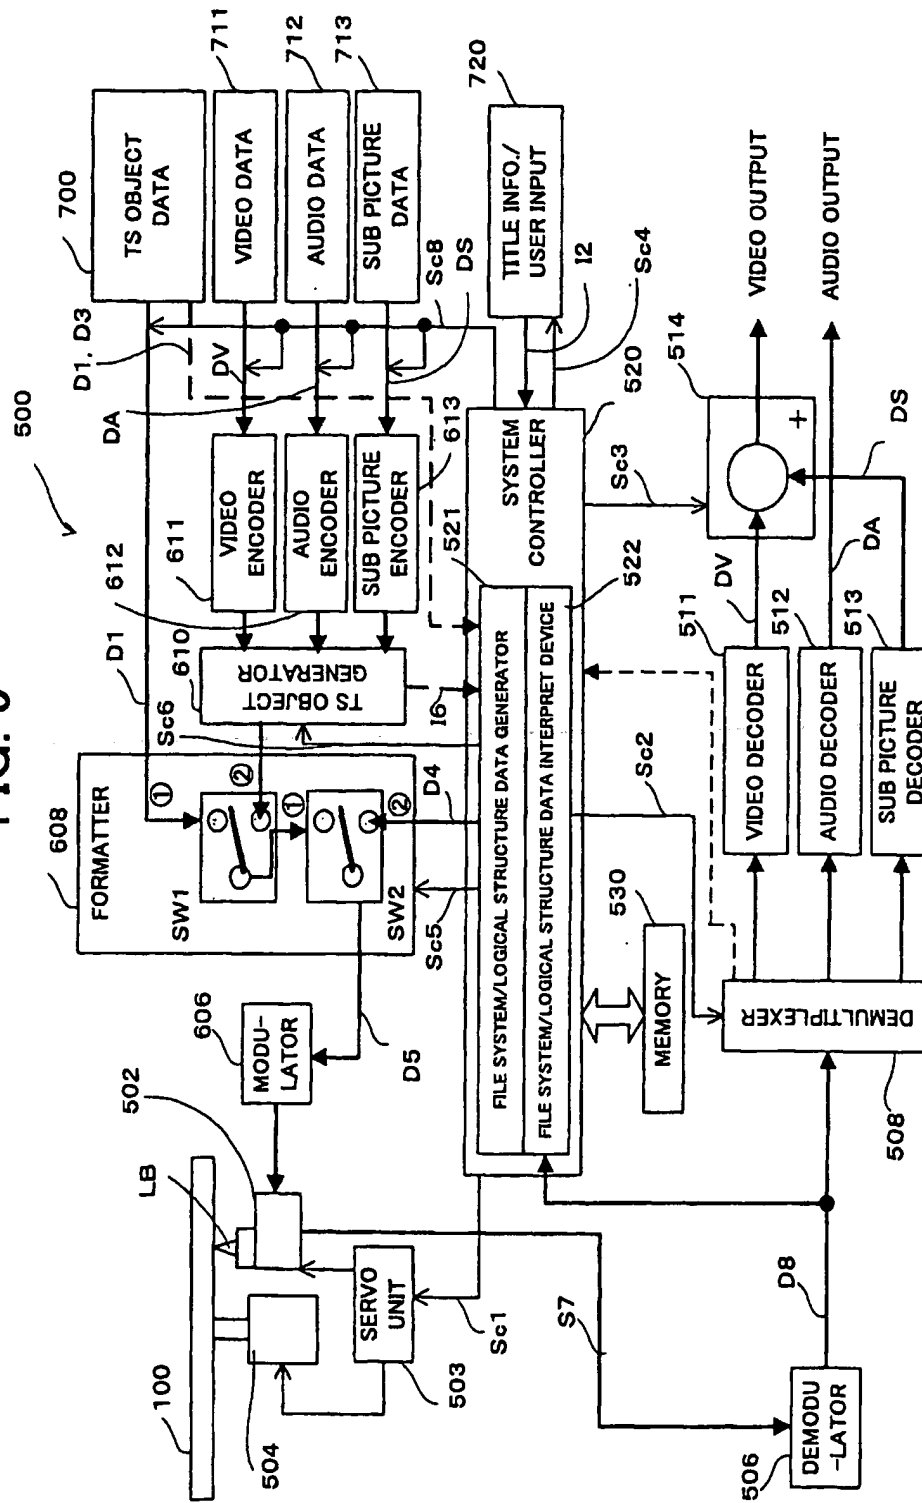 FIG.
500
100
504
LB
502
606
MODU-
LATOR
608
FORMATTER
SW1
SW2
①
②
①
②
D1
D1, D3
612
611
610
Sc6
TS OBJECT
GENERATOR
VIDEO
ENCODER
AUDIO
ENCODER
SUB PICTURE
ENCODER
613
DA
DV
700
TS OBJECT
DATA
VIDEO DATA
711
AUDIO DATA
712
SUB PICTURE
DATA
713
Sc8
DS
SERVO
UNIT
503
Sc1
D5
Sc5
D4
I6
521
FILE SYSTEM/LOGICAL STRUCTURE DATA GENERATOR
FILE SYSTEM/LOGICAL STRUCTURE DATA INTERPRET DEVICE
522
SYSTEM
CONTROLLER
520
TITLE INFO./
USER INPUT
720
I2
Sc4
S7
530
MEMORY
Sc2
Sc3
514
+
506
DEMODU
-LATOR
D8
508
DEMULTIPLEXER
511
VIDEO DECODER
512
AUDIO DECODER
513
SUB PICTURE
DECODER
DV
DA
DS
VIDEO OUTPUT
AUDIO OUTPUT